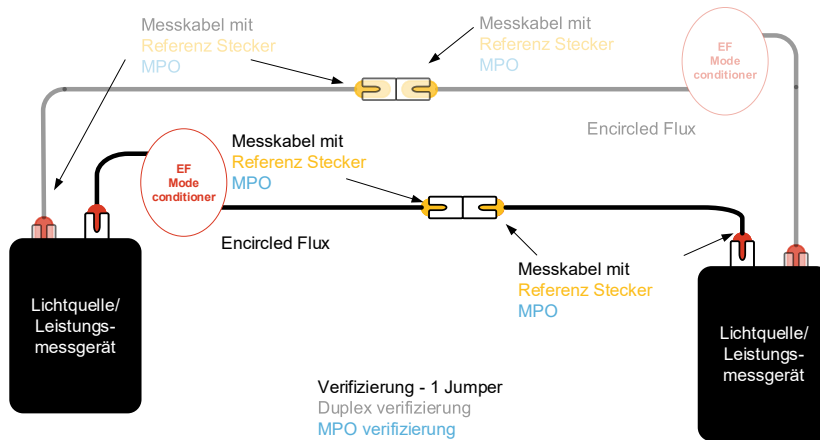 Messkabel mit
Referenz Stecker
MPO
Messkabel mit
Referenz Stecker
MPO
EF
Mode
conditioner
Encircled Flux
EF
Mode
conditioner
Messkabel mit
Referenz Stecker
MPO
Encircled Flux
Messkabel mit
Referenz Stecker
MPO
Lichtquelle/
Leistungs-
messgerät
Lichtquelle/
Leistungs-
messgerät
Verifizierung - 1 Jumper
Duplex verifizierung
MPO verifizierung